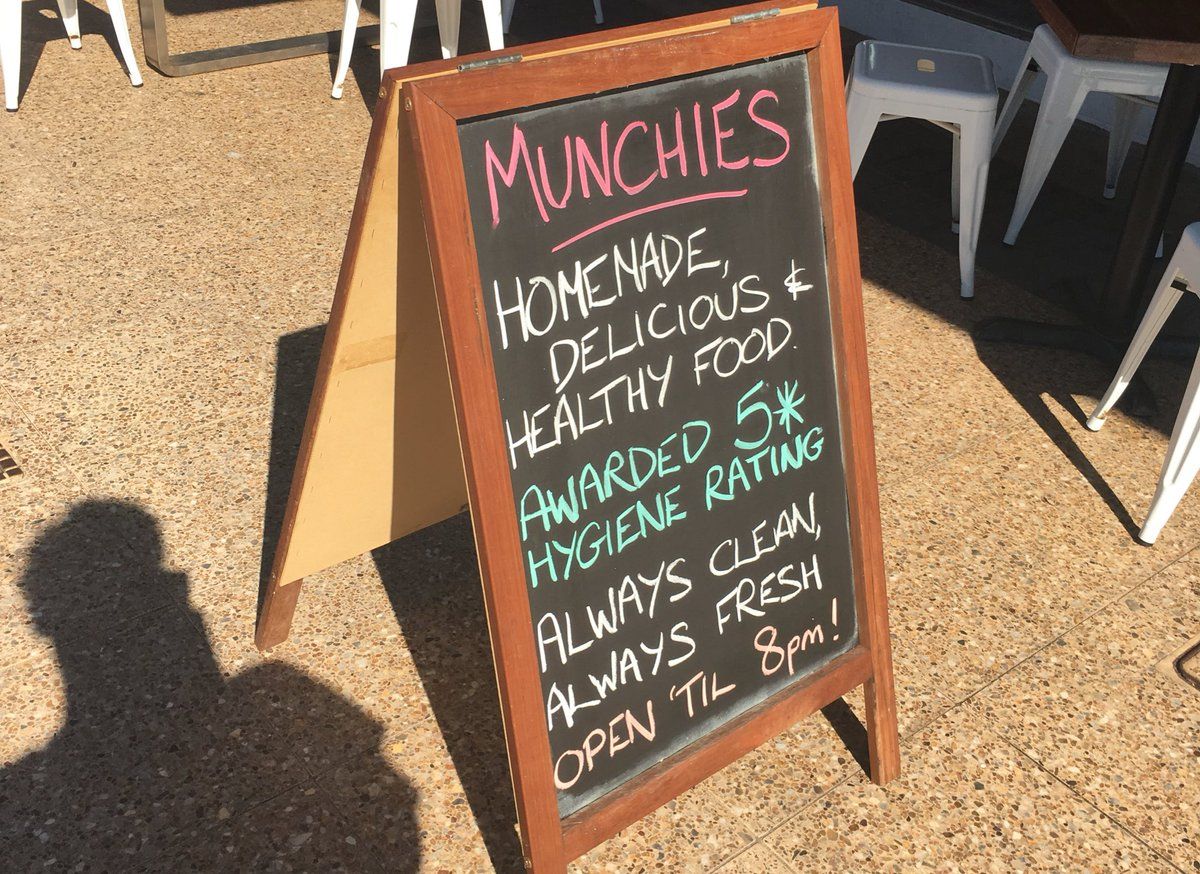 MUNCHIES
HOMENADE,
DELICIOUS &
HEALTHY FOOD.
AWARDED 5*
HYGIENE RATING
ALWAYS CLEAN,
ALWAYS FRESH
OPEN 'TIL 8pm!